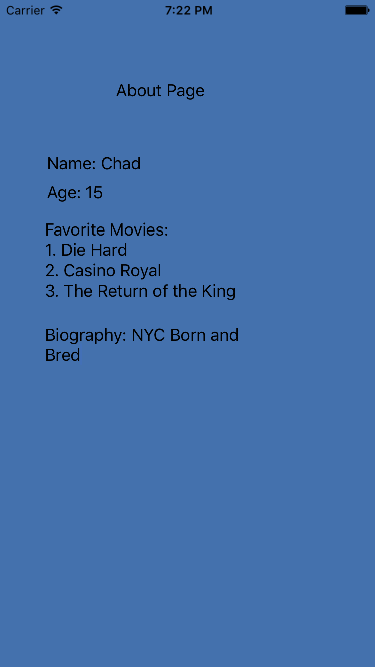 Carrier 7:22 PM
About Page
Name: Chad
Age: 15
Favorite Movies:
1. Die Hard
2. Casino Royal
3. The Return of the King
Biography: NYC Born and
Bred